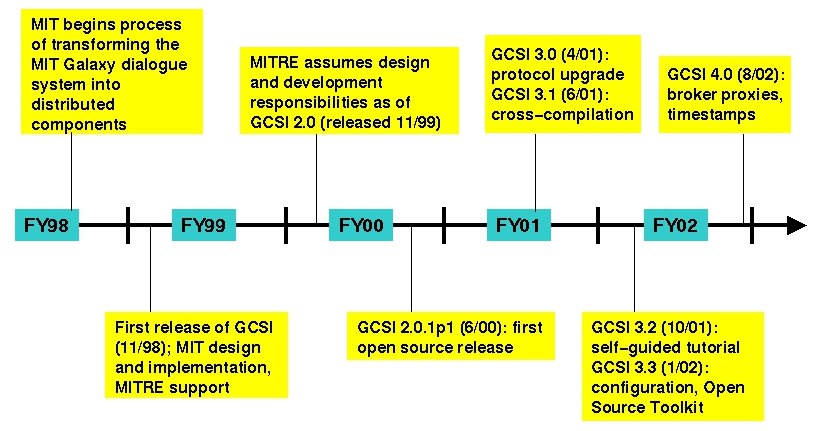 MIT begins process
of transforming the
MIT Galaxy dialogue
system into
distributed
components
MITRE assumes design
and development
responsibilities as of
GCSI 2.0 (released 11/99)
GCSI 3.0 (4/01):
protocol upgrade
GCSI 3.1 (6/01):
cross−compilation
GCSI 4.0 (8/02):
broker proxies,
timestamps
FY98
FY99
FY00
FY01
FY02
First release of GCSI
(11/98); MIT design
and implementation,
MITRE support
GCSI 2.0.1p1 (6/00): first
open source release
GCSI 3.2 (10/01):
self−guided tutorial
GCSI 3.3 (1/02):
configuration, Open
Source Toolkit